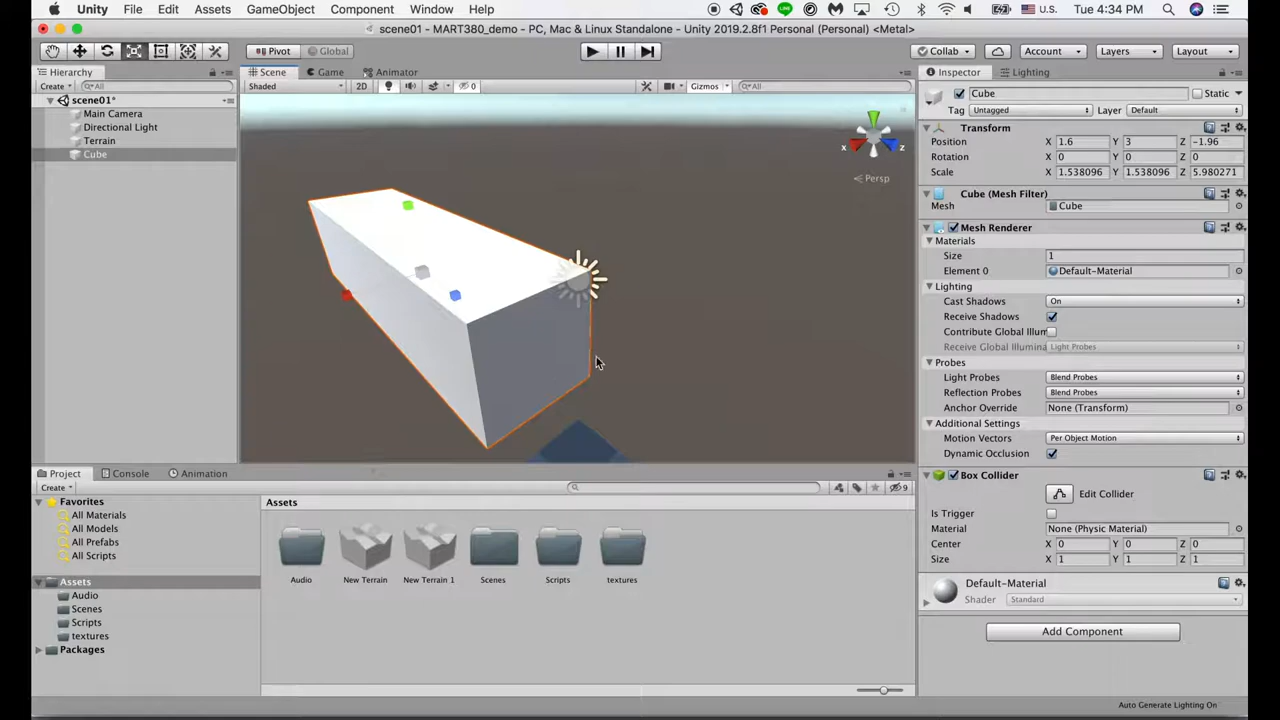 Unity File Edit Assets GameObject Component Window Help U.S. Tue 4:34 PM
scene01 - MART380_demo - PC, Mac & Linux Standalone - Unity 2019.2.8f1 Personal (Personal) <Metal>
Pivot Global Collab Account Layers Layout
Hierarchy
Create All
scene01*
Main Camera
Directional Light
Terrain
Cube
Scene Game Animator
Shaded 2D 0 Gizmos All
x z
Persp
Inspector Lighting
Cube Static
Tag Untagged Layer Default
Transform
Position X 1.6 Y 3 Z -1.96
Rotation X 0 Y 0 Z 0
Scale X 1.538096 Y 1.538096 Z 5.980271
Cube (Mesh Filter)
Mesh Cube
Mesh Renderer
Materials
Size 1
Element 0 Default-Material
Lighting
Cast Shadows On
Receive Shadows
Contribute Global Illum
Receive Global Illumina Light Probes
Probes
Light Probes Blend Probes
Reflection Probes Blend Probes
Anchor Override None (Transform)
Additional Settings
Motion Vectors Per Object Motion
Dynamic Occlusion
Box Collider
Edit Collider
Is Trigger
Material None (Physic Material)
Center X 0 Y 0 Z 0
Size X 1 Y 1 Z 1
Default-Material
Shader Standard
Add Component
Project Console Animation
Create 9
Favorites
All Materials
All Models
All Prefabs
All Scripts
Assets
Audio
Scenes
Scripts
textures
Packages
Assets
Audio New Terrain New Terrain 1 Scenes Scripts textures
Auto Generate Lighting On